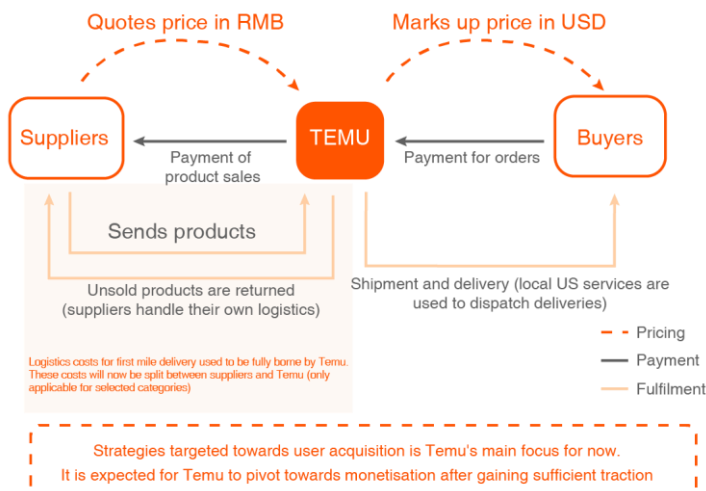 Quotes price in RMB
Marks up price in USD
Suppliers
TEMU
Buyers
Payment of
product sales
Payment for orders
Sends products
Unsold products are returned
(suppliers handle their own logistics)
Shipment and delivery (local US services are
used to dispatch deliveries)
Logistics costs for first mile delivery used to be fully borne by Temu.
These costs will now be split between suppliers and Temu (only
applicable for selected categories)
Pricing
Payment
Fulfilment
Strategies targeted towards user acquisition is Temu's main focus for now.
It is expected for Temu to pivot towards monetisation after gaining sufficient traction